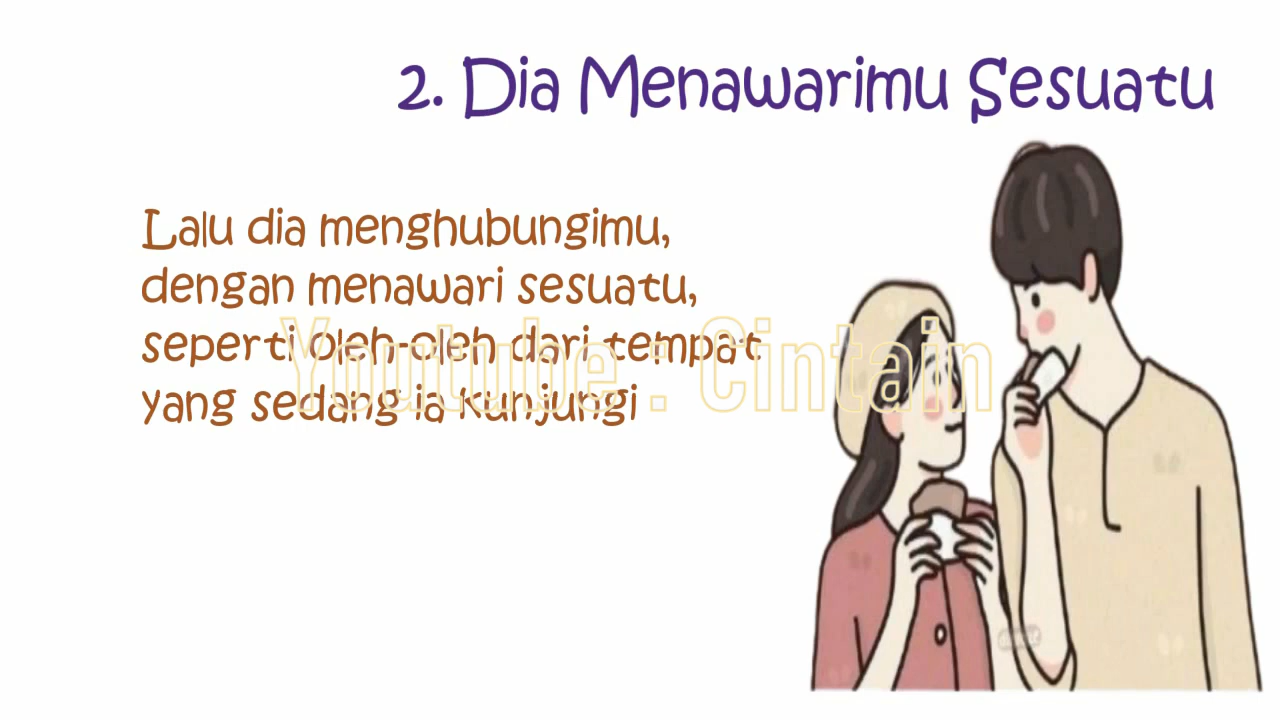 2. Dia Menawarimu Sesuatu
Lalu dia menghubungimu,
dengan menawari sesuatu,
seperti oleh-oleh dari tempat
yang sedang ia kunjungi
Youtube : Cintain